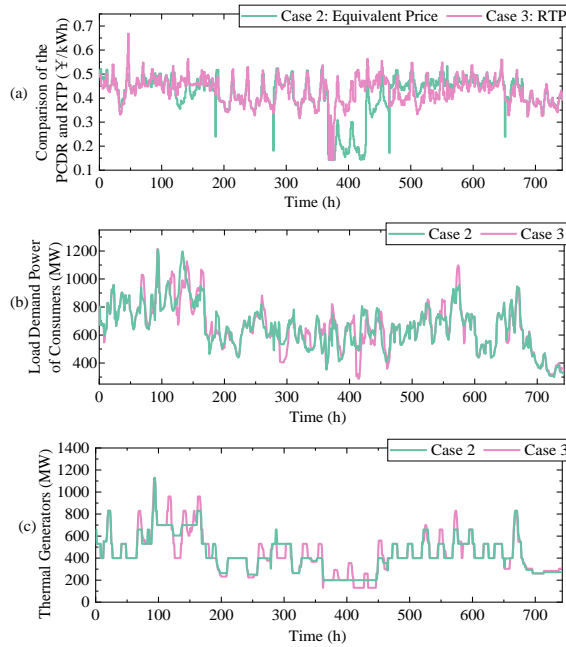 Case 2: Equivalent Price Case 3: RTP
(a)
Comparison of the
PCDR and RTP (¥/kWh)
0.7
0.6
0.5
0.4
0.3
0.2
0.1
0 100 200 300 400 500 600 700
Time (h)
Case 2 Case 3
(b)
Load Demand Power
of Consumers (MW)
1200
1000
800
600
400
0 100 200 300 400 500 600 700
Time (h)
Case 2 Case 3
(c)
Thermal Generators (MW)
1400
1200
1000
800
600
400
200
0
0 100 200 300 400 500 600 700
Time (h)